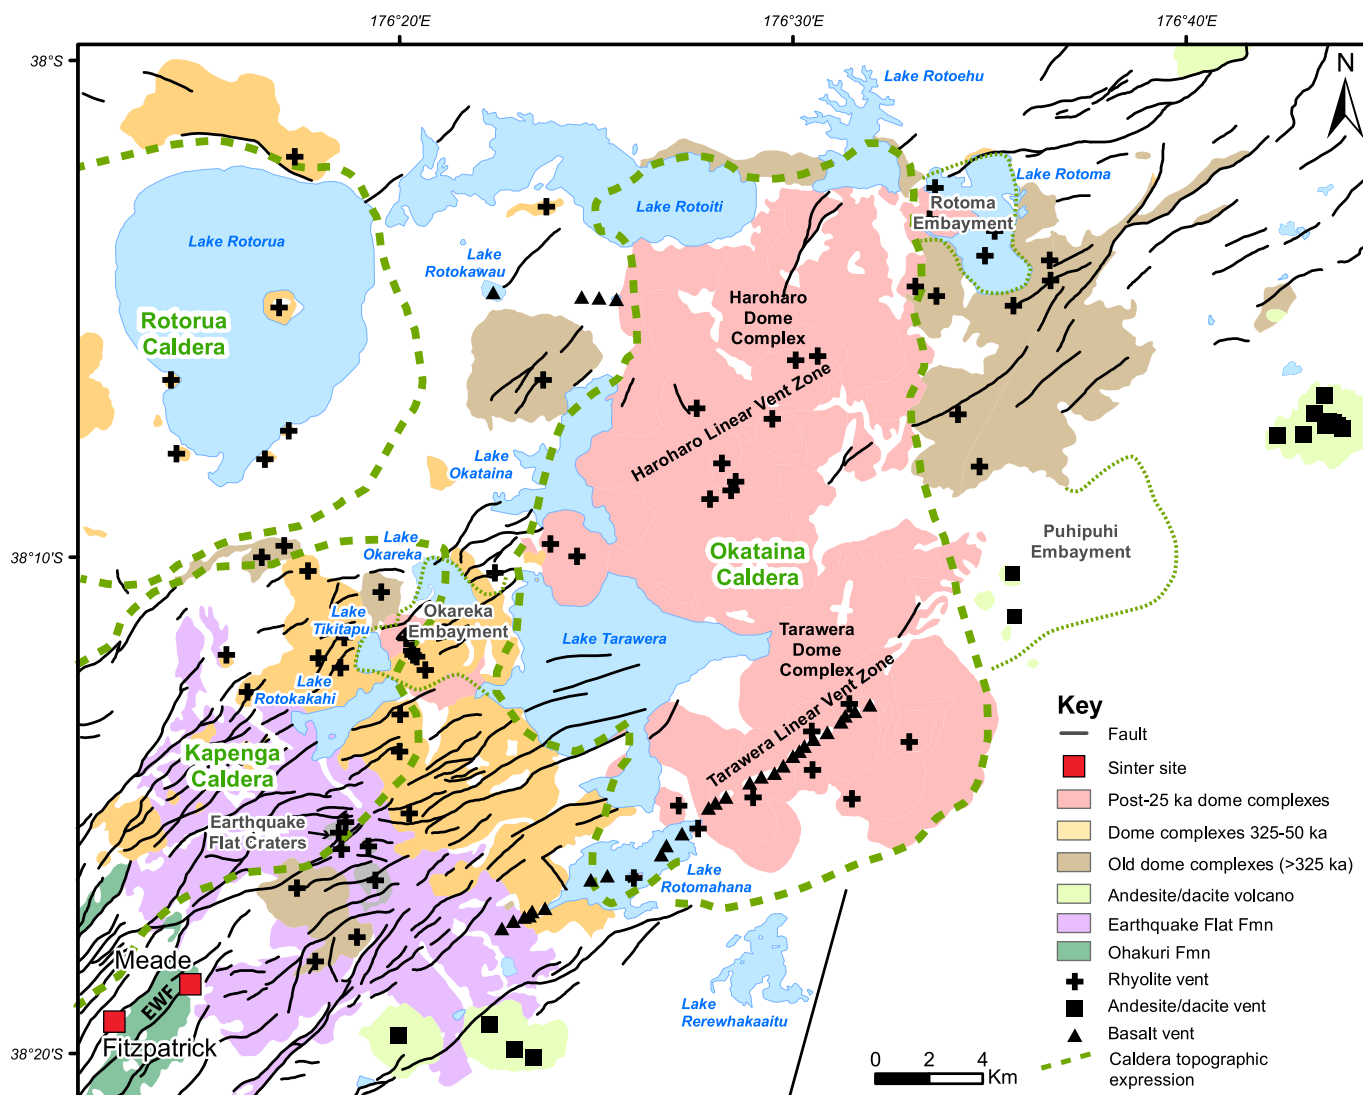 176°20'E
176°30'E
176°40'E
38°S
N
Lake Rotoehu
Lake Rotoma
Rotoma
Embayment
Lake Rotoiti
Lake Rotorua
Lake
Rotokawau
Rotorua
Caldera
Haroharo
Dome
Complex
Haroharo Linear Vent Zone
Lake
Okataina
Puhipuhi
Embayment
38°10'S
Lake
Okareka
Okataina
Caldera
Okareka
Embayment
Lake
Tikitapu
Lake Tarawera
Tarawera
Dome
Complex
Tarawera Linear Vent Zone
Lake
Rotokakahi
Kapenga
Caldera
Earthquake
Flat Craters
Lake
Rotomahana
Meade
EWF
Fitzpatrick
Lake
Rerewhakaaitu
38°20'S
Key
Fault
Sinter site
Post-25 ka dome complexes
Dome complexes 325-50 ka
Old dome complexes (>325 ka)
Andesite/dacite volcano
Earthquake Flat Fmn
Ohakuri Fmn
Rhyolite vent
Andesite/dacite vent
Basalt vent
Caldera topographic
expression
0 2 4
Km